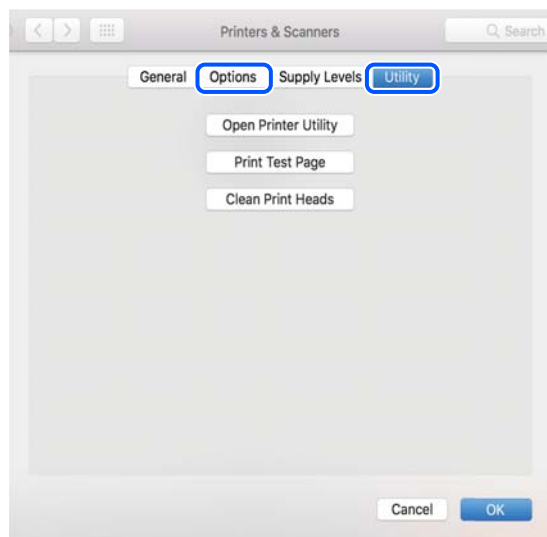 Printers & Scanners Search
General Options Supply Levels Utility
Open Printer Utility
Print Test Page
Clean Print Heads
Cancel OK